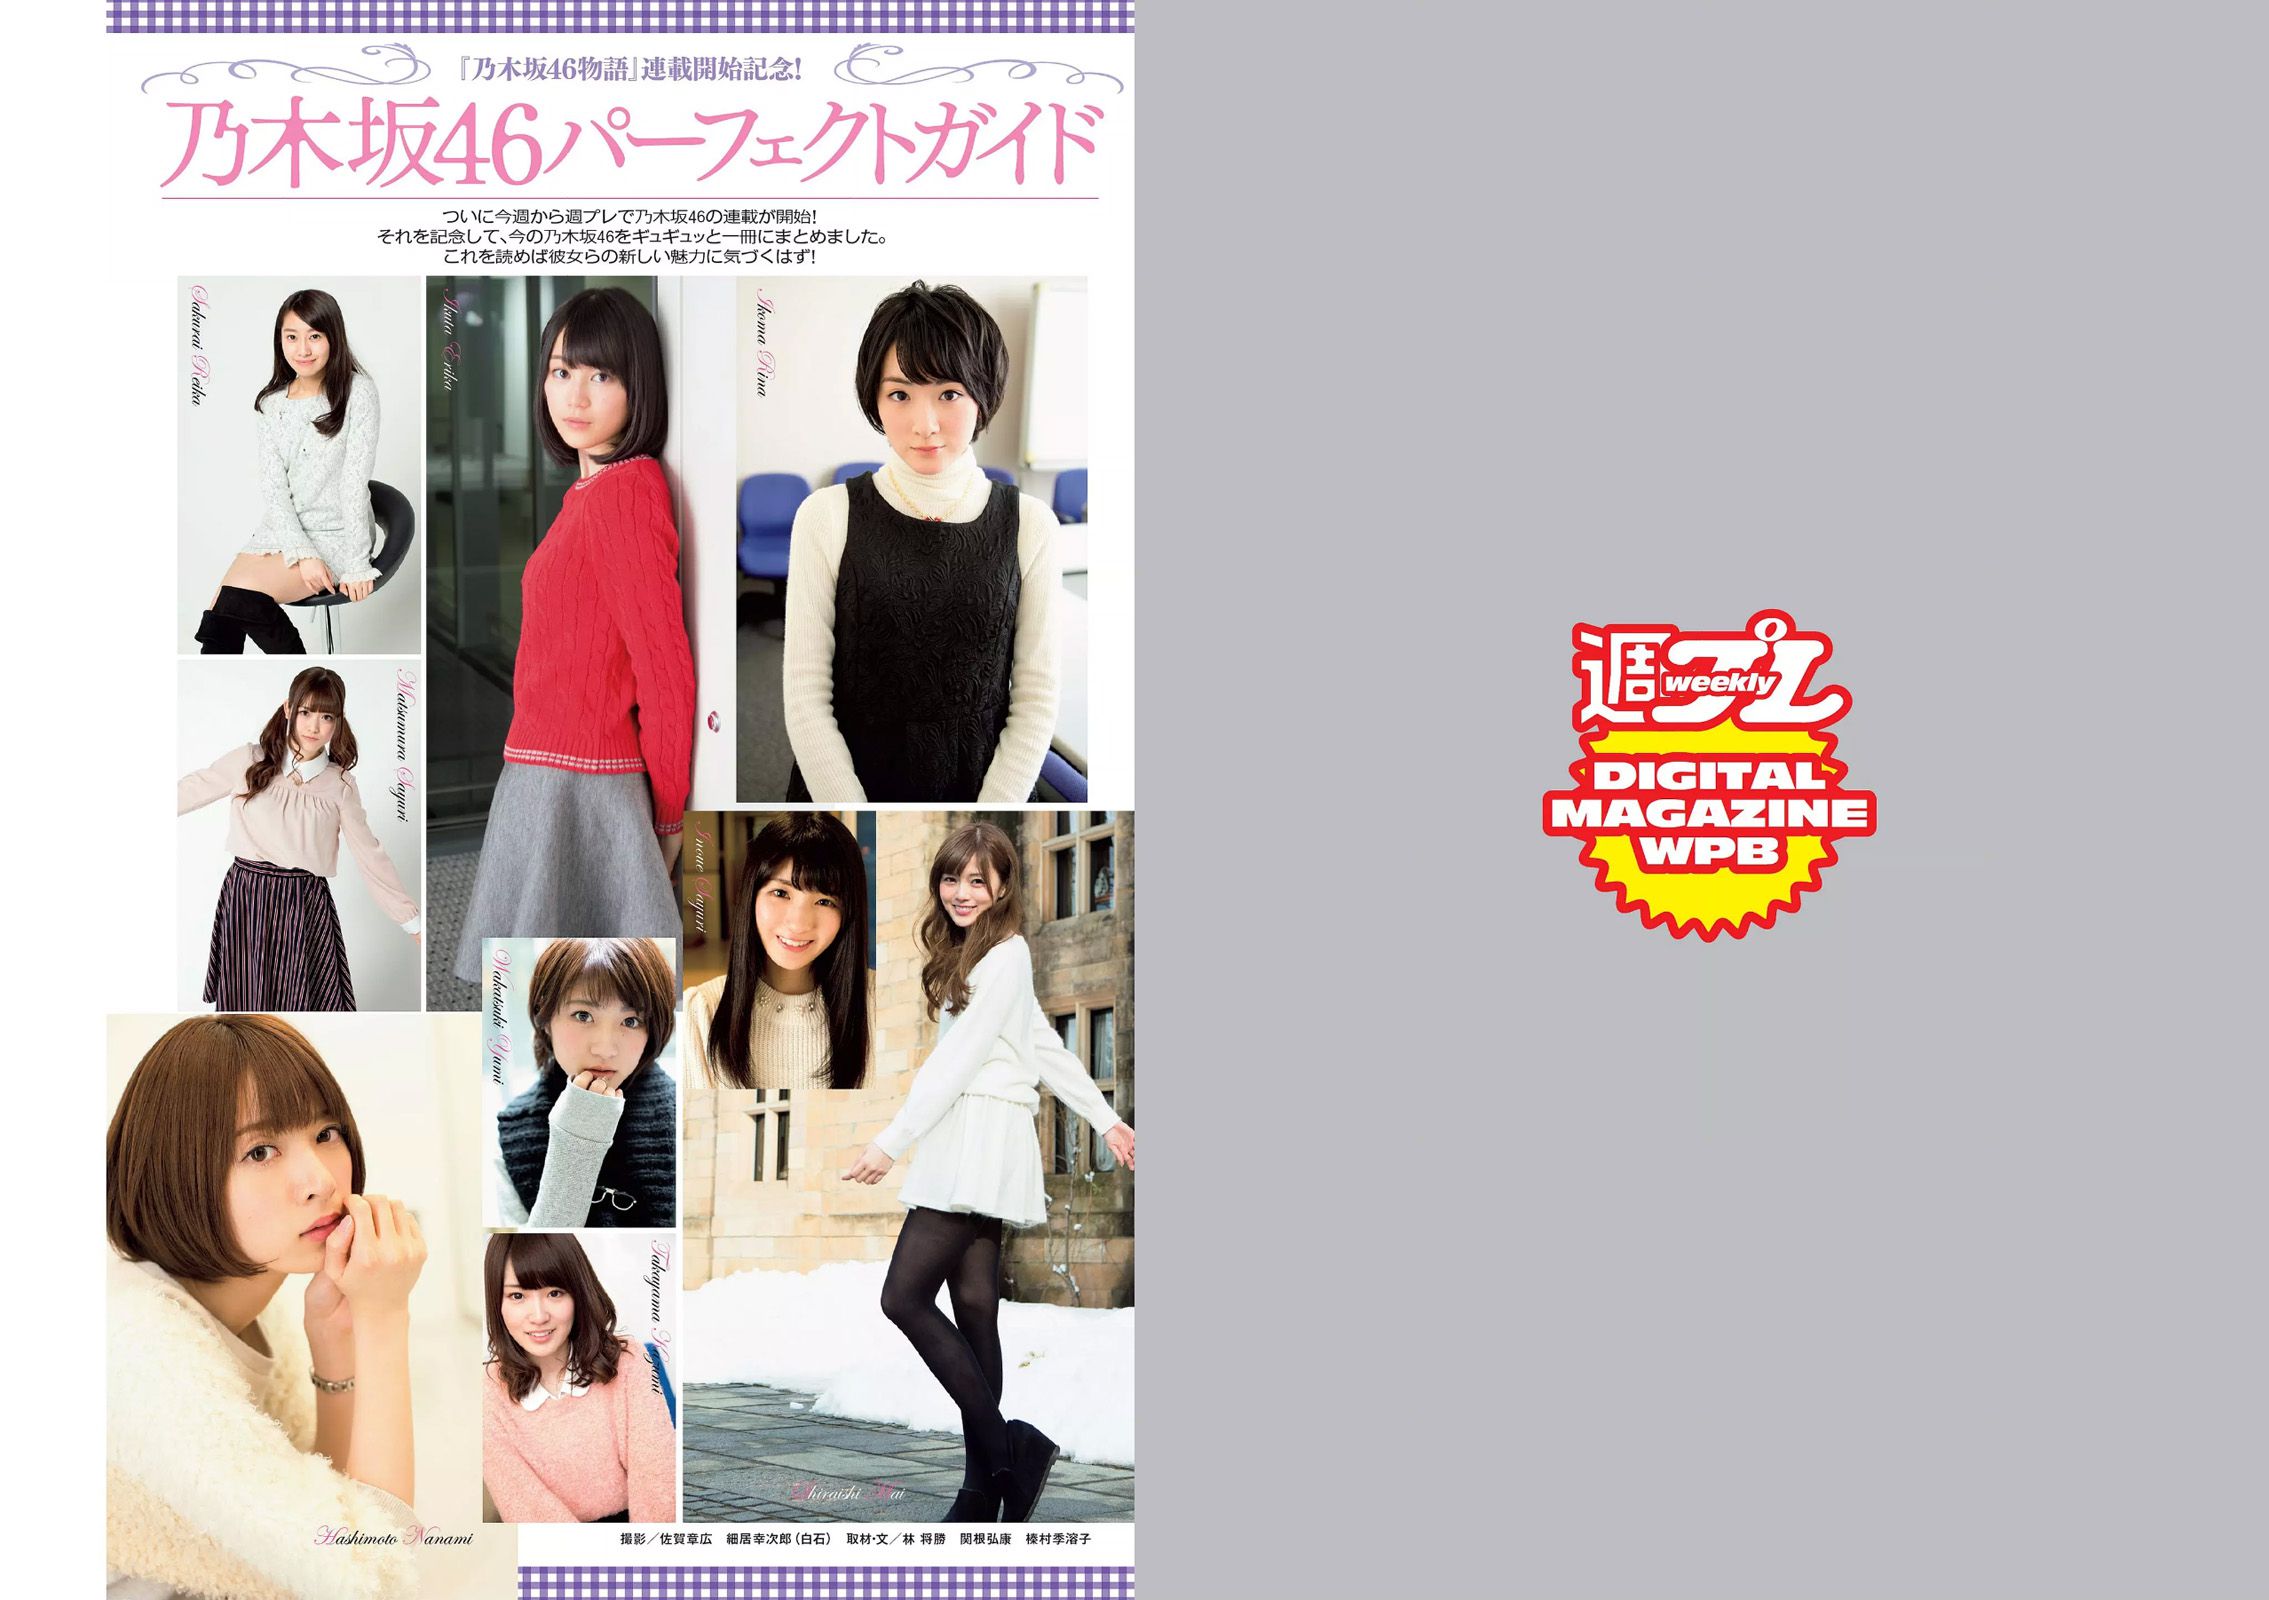 『乃木坂46物語』連載開始記念!
乃木坂46パーフェクトガイド
ついに今週から週プレで乃木坂46の連載が開始!
それを記念して、今の乃木坂46をギュギュッと一冊にまとめました。
これを読めば彼女らの新しい魅力に気づくはず!
Sakurai Reika
Ikuta Erika
Ikoma Rina
Matsumura Sayuri
Inoue Sayuri
Wakatsuki Yumi
Takayama Kazumi
Shiraishi Mai
Hashimoto Nanami
撮影/佐賀章広 細居幸次郎(白石) 取材・文/林 将勝 関根弘康 榛村季溶子
週プレ
weekly
DIGITAL
MAGAZINE
WPB